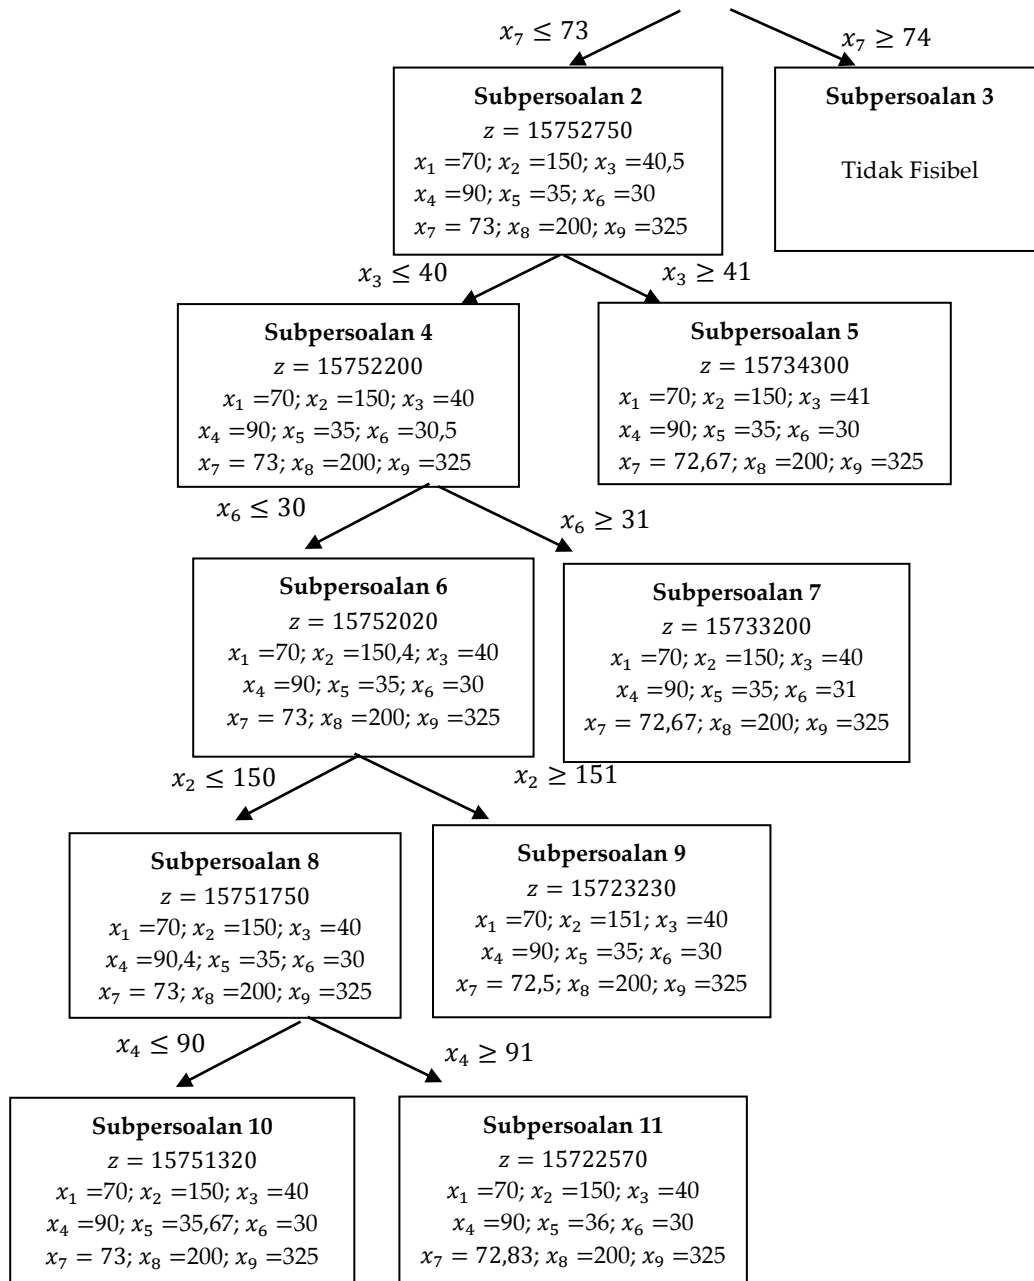 x₇ ≤ 73
x₇ ≥ 74
Subpersoalan 2
z = 15752750
x₁ =70; x₂ =150; x₃ =40,5
x₄ =90; x₅ =35; x₆ =30
x₇ = 73; x₈ =200; x₉ =325
Subpersoalan 3
Tidak Fisibel
x₃ ≤ 40
x₃ ≥ 41
Subpersoalan 4
z = 15752200
x₁ =70; x₂ =150; x₃ =40
x₄ =90; x₅ =35; x₆ =30,5
x₇ = 73; x₈ =200; x₉ =325
Subpersoalan 5
z = 15734300
x₁ =70; x₂ =150; x₃ =41
x₄ =90; x₅ =35; x₆ =30
x₇ = 72,67; x₈ =200; x₉ =325
x₆ ≤ 30
x₆ ≥ 31
Subpersoalan 6
z = 15752020
x₁ =70; x₂ =150,4; x₃ =40
x₄ =90; x₅ =35; x₆ =30
x₇ = 73; x₈ =200; x₉ =325
Subpersoalan 7
z = 15733200
x₁ =70; x₂ =150; x₃ =40
x₄ =90; x₅ =35; x₆ =31
x₇ = 72,67; x₈ =200; x₉ =325
x₂ ≤ 150
x₂ ≥ 151
Subpersoalan 8
z = 15751750
x₁ =70; x₂ =150; x₃ =40
x₄ =90,4; x₅ =35; x₆ =30
x₇ = 73; x₈ =200; x₉ =325
Subpersoalan 9
z = 15723230
x₁ =70; x₂ =151; x₃ =40
x₄ =90; x₅ =35; x₆ =30
x₇ = 72,5; x₈ =200; x₉ =325
x₄ ≤ 90
x₄ ≥ 91
Subpersoalan 10
z = 15751320
x₁ =70; x₂ =150; x₃ =40
x₄ =90; x₅ =35,67; x₆ =30
x₇ = 73; x₈ =200; x₉ =325
Subpersoalan 11
z = 15722570
x₁ =70; x₂ =150; x₃ =40
x₄ =90; x₅ =36; x₆ =30
x₇ = 72,83; x₈ =200; x₉ =325